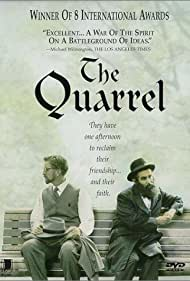 WINNER OF 8 INTERNATIONAL AWARDS
"EXCELLENT... A WAR OF THE SPIRIT
ON A BATTLEGROUND OF IDEAS."
—Michael Wilmington, THE LOS ANGELES TIMES
The
Quarrel
They have
one afternoon
to reclaim
their
friendship...
and their
faith.
DVD